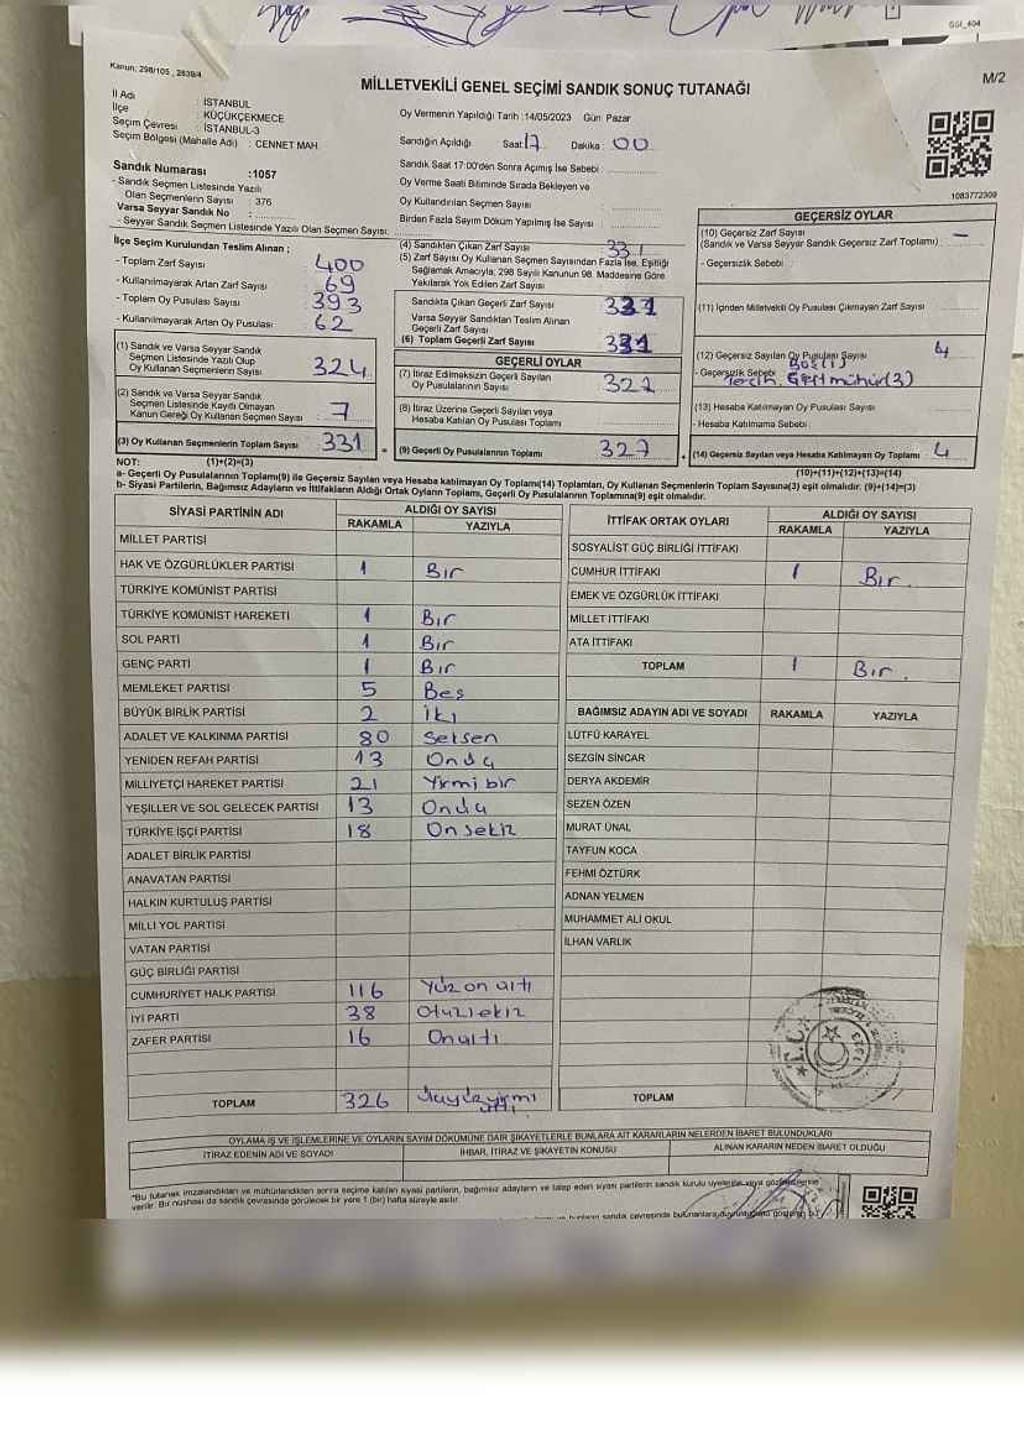 GGI_404
Kanun: 298/105, 2839/4
M/2
MİLLETVEKİLİ GENEL SEÇİMİ SANDIK SONUÇ TUTANAĞI
İl Adı : İSTANBUL
İlçe : KÜÇÜKÇEKMECE
Seçim Çevresi : İSTANBUL-3
Seçim Bölgesi (Mahalle Adı) : CENNET MAH.
Oy Vermenin Yapıldığı Tarih :14/05/2023 Gün: Pazar
Sandığın Açıldığı Saat: 17 Dakika: 00
Sandık Saat 17:00'den Sonra Açımış İse Sebebi :
Oy Verme Saati Bitiminde Sırada Bekleyen ve
Oy Kullandırılan Seçmen Sayısı :
Birden Fazla Sayım Döküm Yapılmış İse Sayısı :
1083772309
Sandık Numarası :1057
- Sandık Seçmen Listesinde Yazılı
Olan Seçmenlerin Sayısı : 376
Varsa Seyyar Sandık No :
- Seyyar Sandık Seçmen Listesinde Yazılı Olan Seçmen Sayısı:
İlçe Seçim Kurulundan Teslim Alınan ;
- Toplam Zarf Sayısı 400
- Kullanılmayarak Artan Zarf Sayısı : 69
- Toplam Oy Pusulası Sayısı : 393
- Kullanılmayarak Artan Oy Pusulası : 62
(1) Sandık ve Varsa Seyyar Sandık
Seçmen Listesinde Yazılı Olup
Oy Kullanan Seçmenlerin Sayısı : 324
(2) Sandık ve Varsa Seyyar Sandık
Seçmen Listesinde Kaydı Olmayan
Kanun Gereği Oy Kullanan Seçmen Sayısı : 7
(3) Oy Kullanan Seçmenlerin Toplam Sayısı 331
(4) Sandıktan Çıkan Zarf Sayısı : 331
(5) Zarf Sayısı Oy Kullanan Seçmen Sayısından Fazla İse, Eşitliği
Sağlamak Amacıyla, 298 Sayılı Kanunun 98. Maddesine Göre
Yakılarak Yok Edilen Zarf Sayısı
Sandıkta Çıkan Geçerli Zarf Sayısı : 331
Varsa Seyyar Sandıktan Teslim Alınan
Geçerli Zarf Sayısı
(6) Toplam Geçerli Zarf Sayısı : 331
GEÇERLİ OYLAR
(7) İtiraz Edilmeksizin Geçerli Sayılan
Oy Pusulalarının Sayısı : 327
(8) İtiraz Üzerine Geçerli Sayılan veya
Hesaba Katılan Oy Pusulası Toplamı :
(9) Geçerli Oy Pusulalarının Toplamı 327
GEÇERSİZ OYLAR
(10) Geçersiz Zarf Sayısı –
(Sandık ve Varsa Seyyar Sandık Geçersiz Zarf Toplamı)
- Geçersizlik Sebebi :
(11) İçinden Milletvekili Oy Pusulası Çıkmayan Zarf Sayısı :
(12) Geçersiz Sayılan Oy Pusulası Sayısı : 4
Boş(1)
- Geçersizlik Sebebi : Tercih, Geri mühür(3)
(13) Hesaba Katılmayan Oy Pusulası Sayısı :
- Hesaba Katılmama Sebebi :
(14) Geçersiz Sayılan veya Hesaba Katılmayan Oy Toplamı : 4
NOT: (1)+(2)=(3)
(10)+(11)+(12)+(13)=(14)
a- Geçerli Oy Pusulalarının Toplamı(9) ile Geçersiz Sayılan veya Hesaba katılmayan Oy Toplamı(14) Toplamları, Oy Kullanan Seçmenlerin Toplam Sayısına(3) eşit olmalıdır. (9)+(14)=(3)
b- Siyasi Partilerin, Bağımsız Adayların ve İttifakların Aldığı Ortak Oyların Toplamı, Geçerli Oy Pusulalarının Toplamına(9) eşit olmalıdır.
SİYASİ PARTİNİN ADI ALDIĞI OY SAYISI
RAKAMLA YAZIYLA
MİLLET PARTİSİ
HAK VE ÖZGÜRLÜKLER PARTİSİ 1 Bir
TÜRKİYE KOMÜNİST PARTİSİ
TÜRKİYE KOMÜNİST HAREKETİ 1 Bir
SOL PARTİ 1 Bir
GENÇ PARTİ 1 Bir
MEMLEKET PARTİSİ 5 Beş
BÜYÜK BİRLİK PARTİSİ 2 İki
ADALET VE KALKINMA PARTİSİ 80 Seksen
YENİDEN REFAH PARTİSİ 13
MİLLİYETÇİ HAREKET PARTİSİ 21 Yirmi bir
YEŞİLLER VE SOL GELECEK PARTİSİ 13
TÜRKİYE İŞÇİ PARTİSİ 18 On sekiz
ADALET BİRLİK PARTİSİ
ANAVATAN PARTİSİ
HALKIN KURTULUŞ PARTİSİ
MİLLİ YOL PARTİSİ
VATAN PARTİSİ
GÜÇ BİRLİĞİ PARTİSİ
CUMHURİYET HALK PARTİSİ 116 Yüz on altı
İYİ PARTİ 38
ZAFER PARTİSİ 16 On altı
TOPLAM 326
İTTİFAK ORTAK OYLARI ALDIĞI OY SAYISI
RAKAMLA YAZIYLA
SOSYALİST GÜÇ BİRLİĞİ İTTİFAKI
CUMHUR İTTİFAKI 1 Bir.
EMEK VE ÖZGÜRLÜK İTTİFAKI
MİLLET İTTİFAKI
ATA İTTİFAKI
TOPLAM 1 Bir.
BAĞIMSIZ ADAYIN ADI VE SOYADI RAKAMLA YAZIYLA
LÜTFÜ KARAYEL
SEZGİN SİNCAR
DERYA AKDEMİR
SEZEN ÖZEN
MURAT ÜNAL
TAYFUN KOCA
FEHMİ ÖZTÜRK
ADNAN YELMEN
MUHAMMET ALİ OKUL
İLHAN VARLIK
TOPLAM
OYLAMA İŞ VE İŞLEMLERİNE VE OYLARIN SAYIM DÖKÜMÜNE DAİR ŞİKAYETLERLE BUNLARA AİT KARARLARIN NELERDEN İBARET BULUNDUKLARI
İTİRAZ EDENİN ADI VE SOYADI İHBAR, İTİRAZ VE ŞİKAYETİN KONUSU ALINAN KARARIN NEDEN İBARET OLDUĞU
*Bu tutanak imzalandıktan ve mühürlendikten sonra seçime katılan siyasi partilerin, bağımsız adayların ve talep eden siyasi partilerin sandık kurulu üyelerine veya gözlemcilerine
verilir. Bir nüshası da sandık çevresinde görülecek bir yere 1 (bir) hafta süreyle asılır.